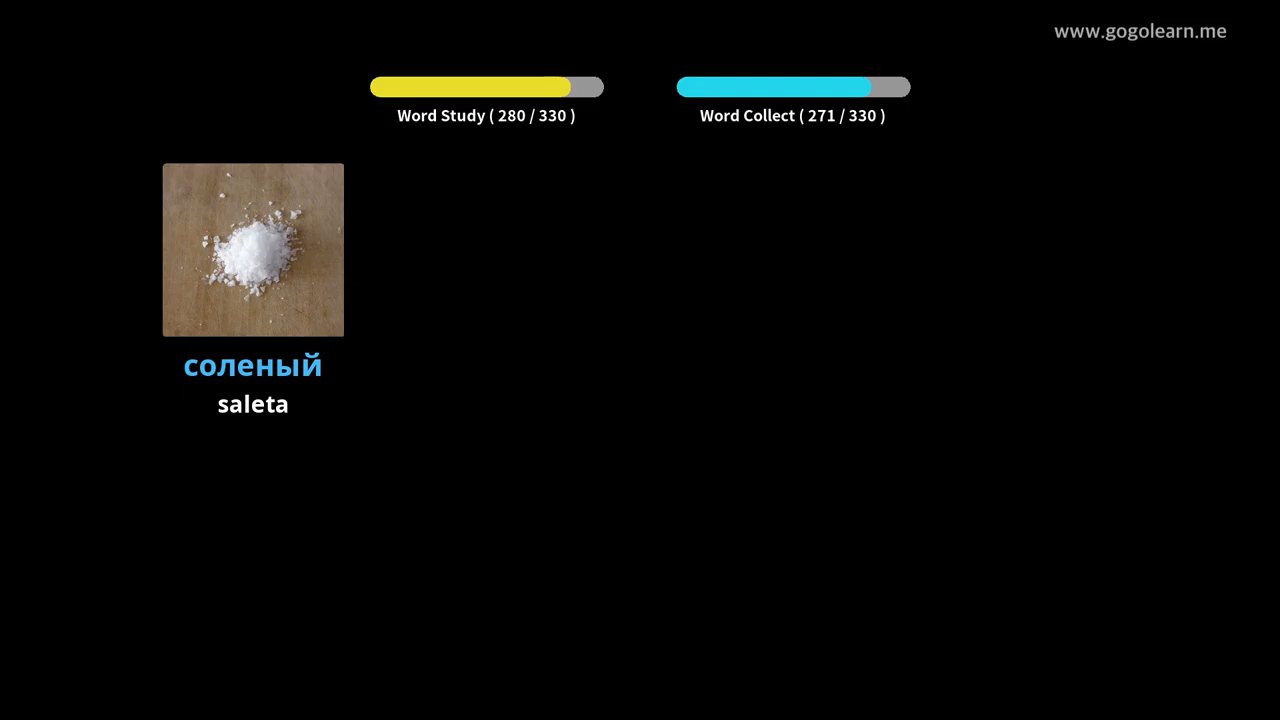 www.gogolearn.me
Word Study ( 280 / 330 )
Word Collect ( 271 / 330 )
соленый
saleta